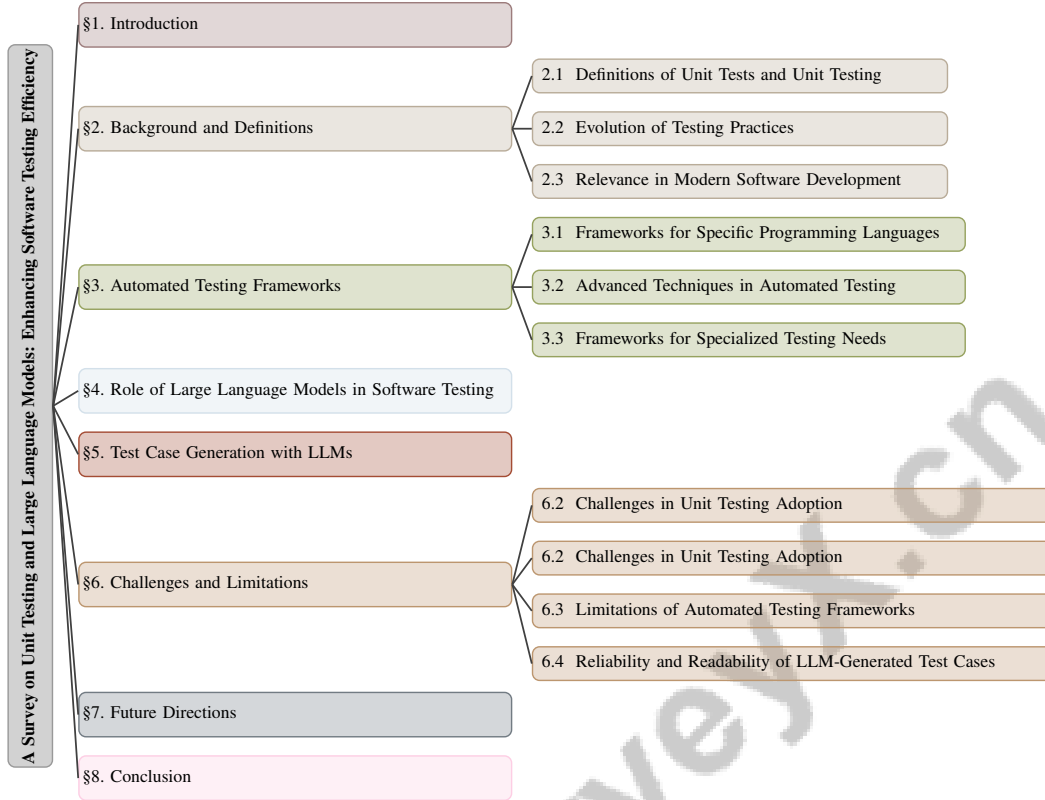 A Survey on Unit Testing and Large Language Models: Enhancing Software Testing Efficiency
§1. Introduction
§2. Background and Definitions
2.1 Definitions of Unit Tests and Unit Testing
2.2 Evolution of Testing Practices
2.3 Relevance in Modern Software Development
§3. Automated Testing Frameworks
3.1 Frameworks for Specific Programming Languages
3.2 Advanced Techniques in Automated Testing
3.3 Frameworks for Specialized Testing Needs
§4. Role of Large Language Models in Software Testing
§5. Test Case Generation with LLMs
§6. Challenges and Limitations
6.2 Challenges in Unit Testing Adoption
6.2 Challenges in Unit Testing Adoption
6.3 Limitations of Automated Testing Frameworks
6.4 Reliability and Readability of LLM-Generated Test Cases
§7. Future Directions
§8. Conclusion
veyX.cn